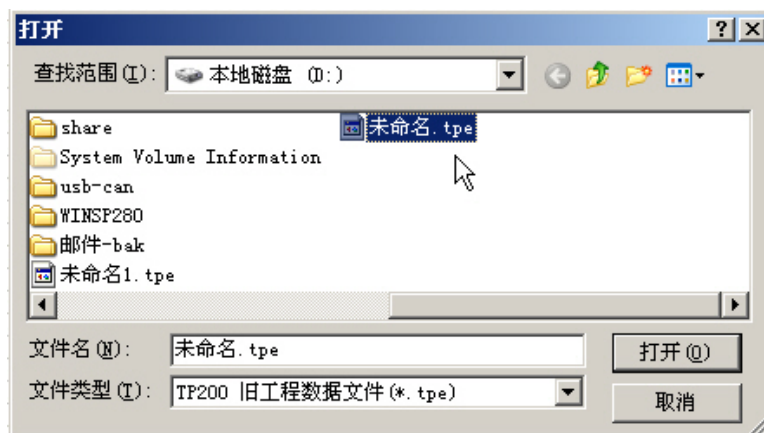 打开
查找范围(I): 本地磁盘 (D:)
share
System Volume Information
usb-can
WINSP280
邮件-bak
未命名1.tpe
未命名.tpe
文件名(N): 未命名.tpe 打开(O)
文件类型(T): TP200 旧工程数据文件(*.tpe) 取消